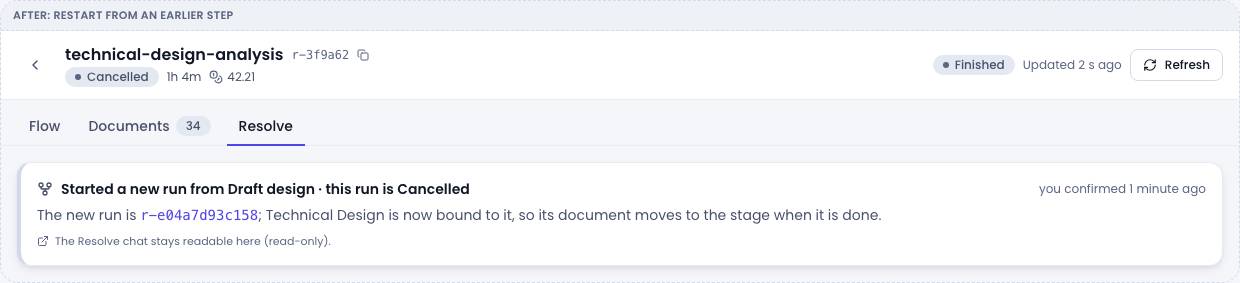 AFTER: RESTART FROM AN EARLIER STEP
technical-design-analysis r-3f9a62
Cancelled 1h 4m 42.21
Finished Updated 2 s ago Refresh
Flow Documents 34 Resolve
Started a new run from Draft design · this run is Cancelled
you confirmed 1 minute ago
The new run is r-e04a7d93c158; Technical Design is now bound to it, so its document moves to the stage when it is done.
The Resolve chat stays readable here (read-only).